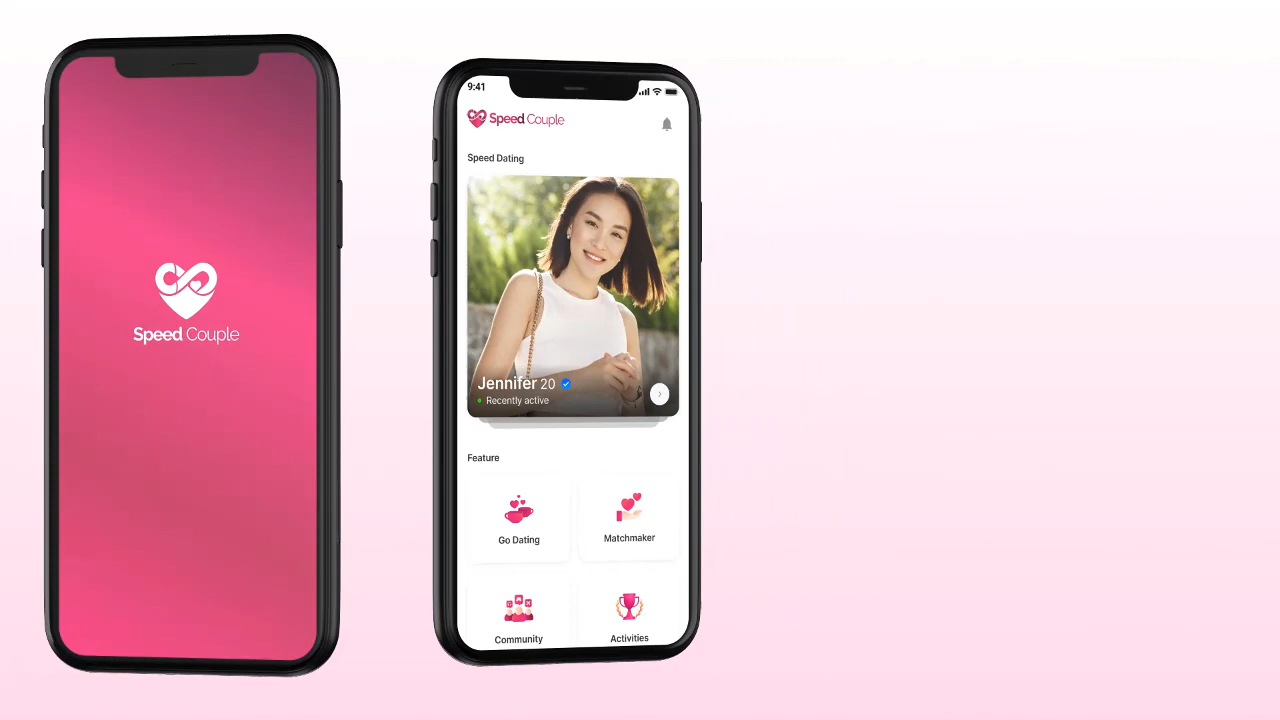 Speed Couple
9:41
Speed Couple
Speed Dating
Jennifer 20
Recently active
Feature
Go Dating
Matchmaker
Community
Activities